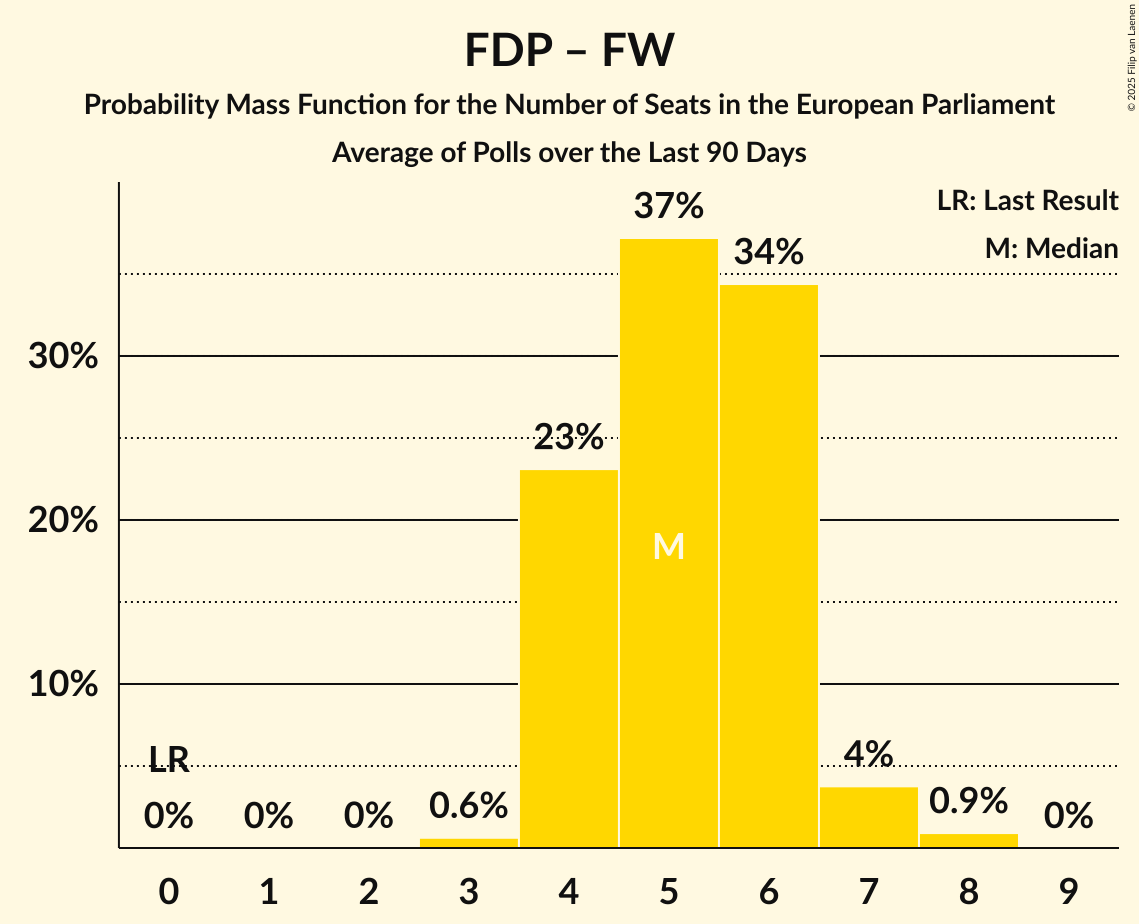 FDP – FW
Probability Mass Function for the Number of Seats in the European Parliament
Average of Polls over the Last 90 Days
© 2025 Filip van Laenen
LR: Last Result
M: Median
37%
34%
30%
23%
20%
M
10%
LR
4%
0%
0%
0%
0.6%
0.9%
0%
0 1 2 3 4 5 6 7 8 9